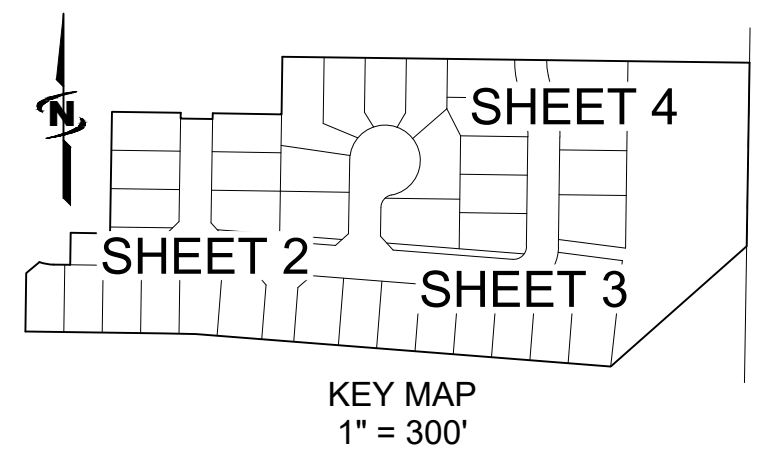 N
SHEET 4
SHEET 2
SHEET 3
KEY MAP
1" = 300'